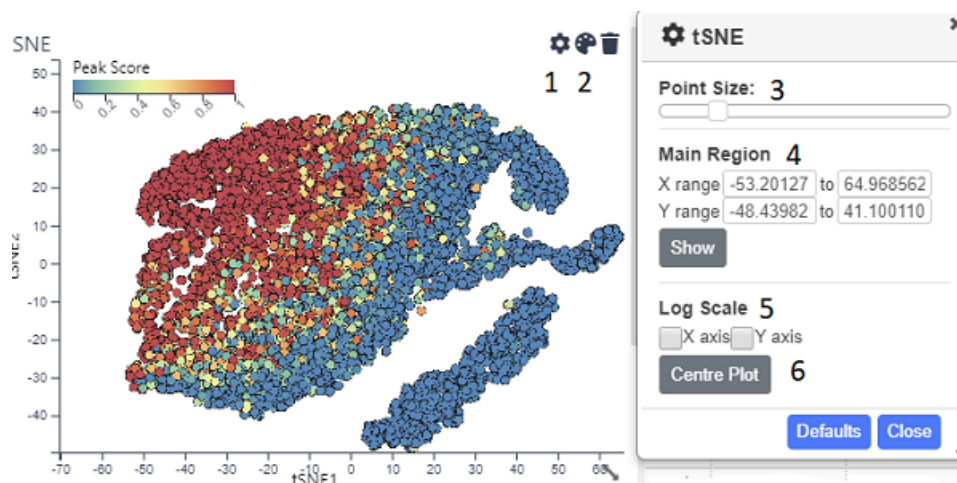 SNE
Peak Score
0 0.2 0.4 0.6 0.8 1
1 2
50
40
30
20
10
0
-10
-20
-30
-40
tSNE2
-70 -60 -50 -40 -30 -20 -10 0 10 20 30 40 50 60
tSNE1
tSNE
Point Size: 3
Main Region 4
X range -53.20127 to 64.968562
Y range -48.43982 to 41.100110
Show
Log Scale 5
X axis Y axis
Centre Plot 6
Defaults Close